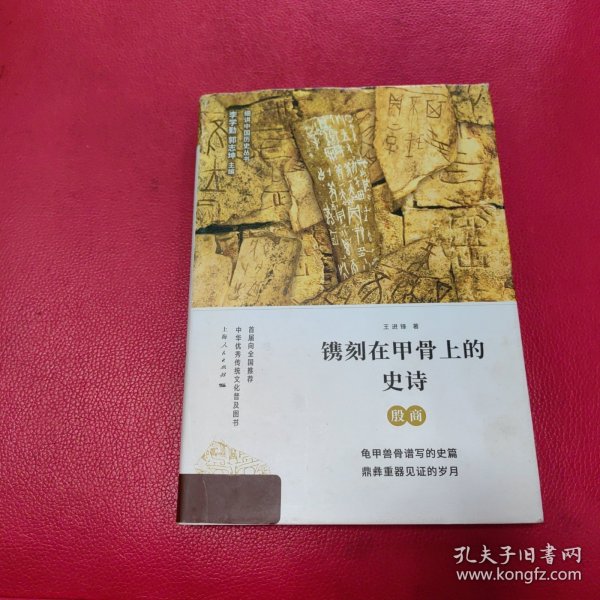 细讲中国历史丛书
李学勤 郭志坤 主编
王进锋 著
镌刻在甲骨上的
史诗
殷商
龟甲兽骨谱写的史篇
鼎彝重器见证的岁月
首届向全国推荐
中华优秀传统文化普及图书
上海人民出版社
孔夫子旧书网
www.kongfz.com